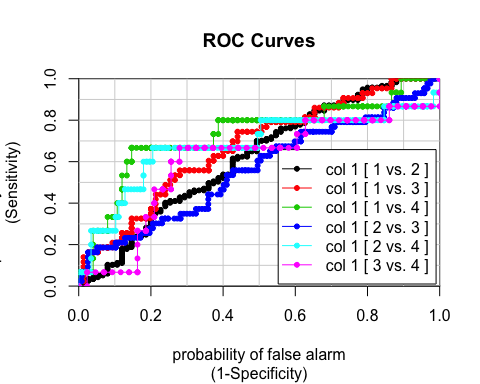 ROC Curves
1.0
0.8
0.6
0.4
0.2
0.0
(Sensitivity)
col 1 [ 1 vs. 2 ]
col 1 [ 1 vs. 3 ]
col 1 [ 1 vs. 4 ]
col 1 [ 2 vs. 3 ]
col 1 [ 2 vs. 4 ]
col 1 [ 3 vs. 4 ]
0.0 0.2 0.4 0.6 0.8 1.0
probability of false alarm
(1-Specificity)